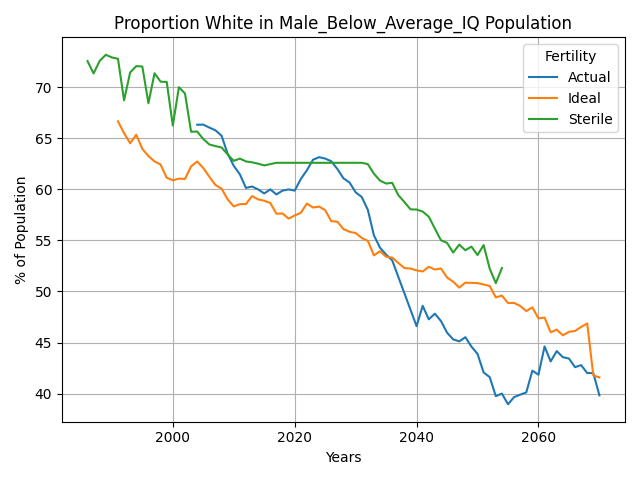 Proportion White in Male_Below_Average_IQ Population
Fertility
Actual
Ideal
Sterile
% of Population
70
65
60
55
50
45
40
2000 2020 2040 2060
Years